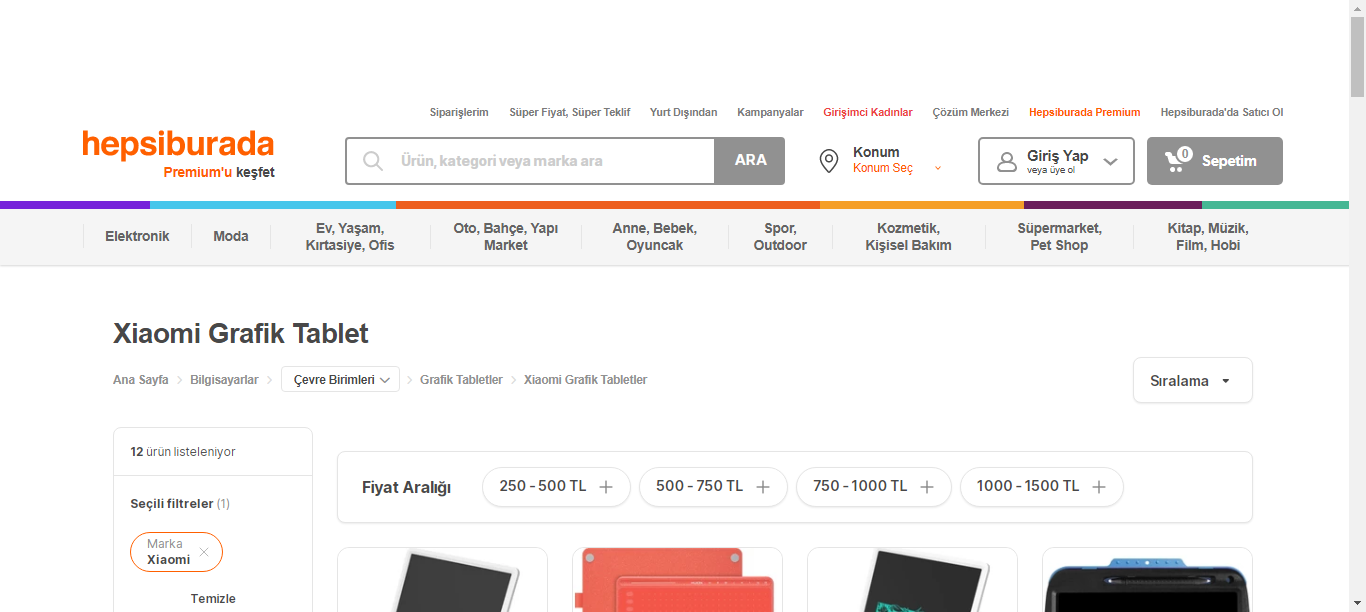 Siparişlerim
Süper Fiyat, Süper Teklif
Yurt Dışından
Kampanyalar
Girişimci Kadınlar
Çözüm Merkezi
Hepsiburada Premium
Hepsiburada'da Satıcı Ol
hepsiburada
Premium'u keşfet
Ürün, kategori veya marka ara
ARA
Konum
Konum Seç
Giriş Yap
veya üye ol
0
Sepetim
Elektronik
Moda
Ev, Yaşam,
Kırtasiye, Ofis
Oto, Bahçe, Yapı
Market
Anne, Bebek,
Oyuncak
Spor,
Outdoor
Kozmetik,
Kişisel Bakım
Süpermarket,
Pet Shop
Kitap, Müzik,
Film, Hobi
Xiaomi Grafik Tablet
Ana Sayfa
Bilgisayarlar
Çevre Birimleri
Grafik Tabletler
Xiaomi Grafik Tabletler
Sıralama
12 ürün listeleniyor
Seçili filtreler (1)
Marka
Xiaomi
Temizle
Fiyat Aralığı
250 - 500 TL
500 - 750 TL
750 - 1000 TL
1000 - 1500 TL